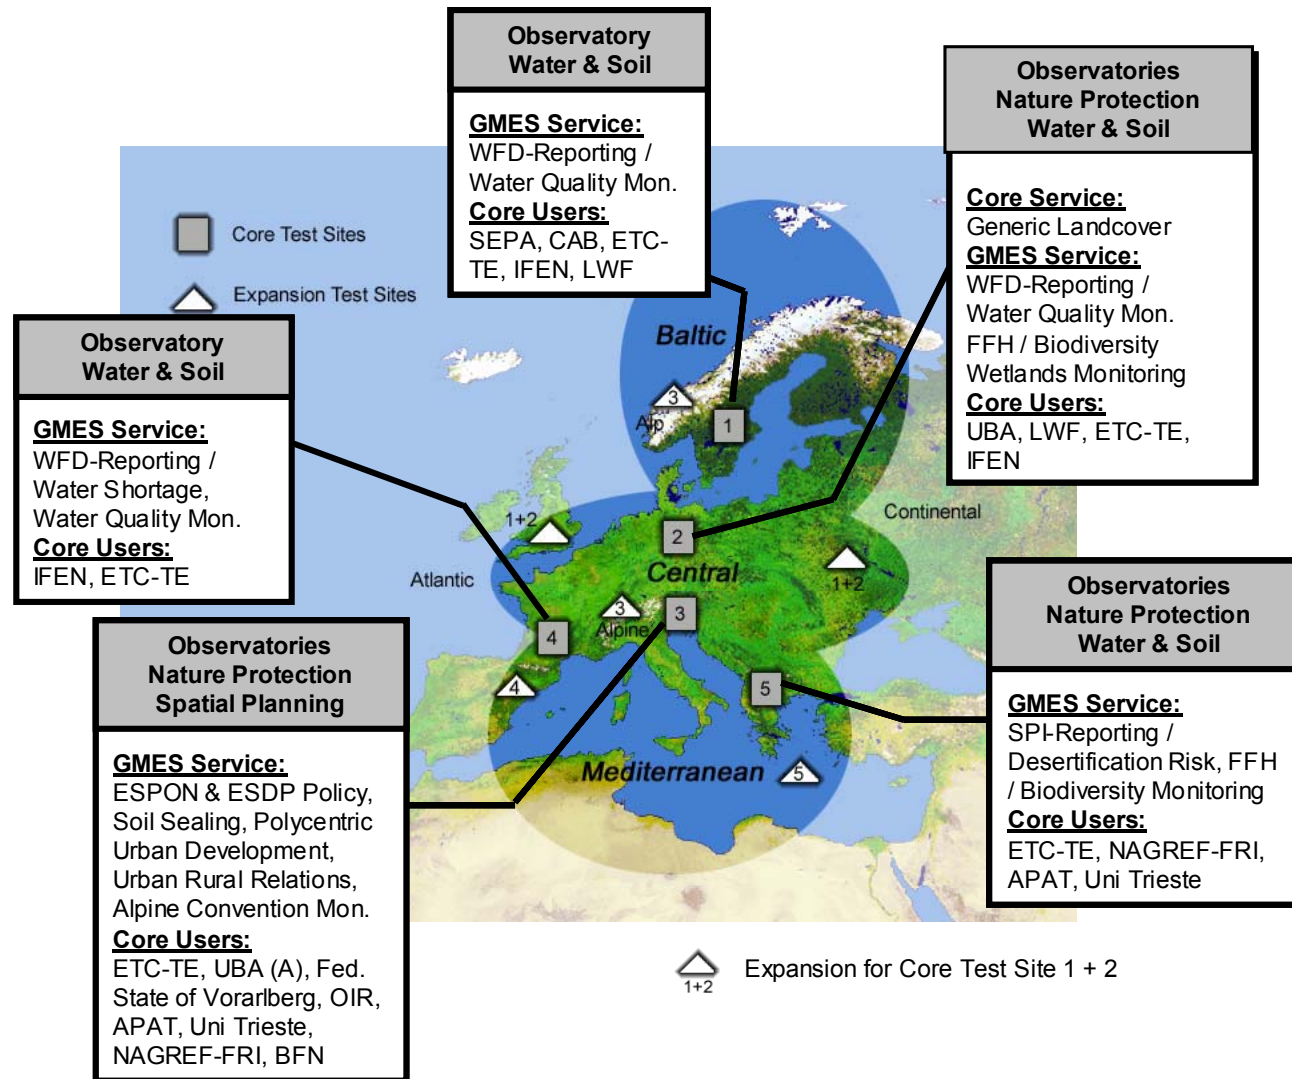 Observatory
Water & Soil
GMES Service:
WFD-Reporting /
Water Quality Mon.
Core Users:
SEPA, CAB, ETC-
TE, IFEN, LWF
Observatories
Nature Protection
Water & Soil
Core Service:
Generic Landcover
GMES Service:
WFD-Reporting /
Water Quality Mon.
FFH / Biodiversity
Wetlands Monitoring
Core Users:
UBA, LWF, ETC-TE,
IFEN
Core Test Sites
Expansion Test Sites
Observatory
Water & Soil
GMES Service:
WFD-Reporting /
Water Shortage,
Water Quality Mon.
Core Users:
IFEN, ETC-TE
Baltic
3
Alp
1
1+2
2
Continental
Central
1+2
Atlantic
3
Alpine
3
4
4
5
Mediterranean
5
Observatories
Nature Protection
Water & Soil
GMES Service:
SPI-Reporting /
Desertification Risk, FFH
/ Biodiversity Monitoring
Core Users:
ETC-TE, NAGREF-FRI,
APAT, Uni Trieste
Observatories
Nature Protection
Spatial Planning
GMES Service:
ESPON & ESDP Policy,
Soil Sealing, Polycentric
Urban Development,
Urban Rural Relations,
Alpine Convention Mon.
Core Users:
ETC-TE, UBA (A), Fed.
State of Vorarlberg, OIR,
APAT, Uni Trieste,
NAGREF-FRI, BFN
1+2
Expansion for Core Test Site 1 + 2